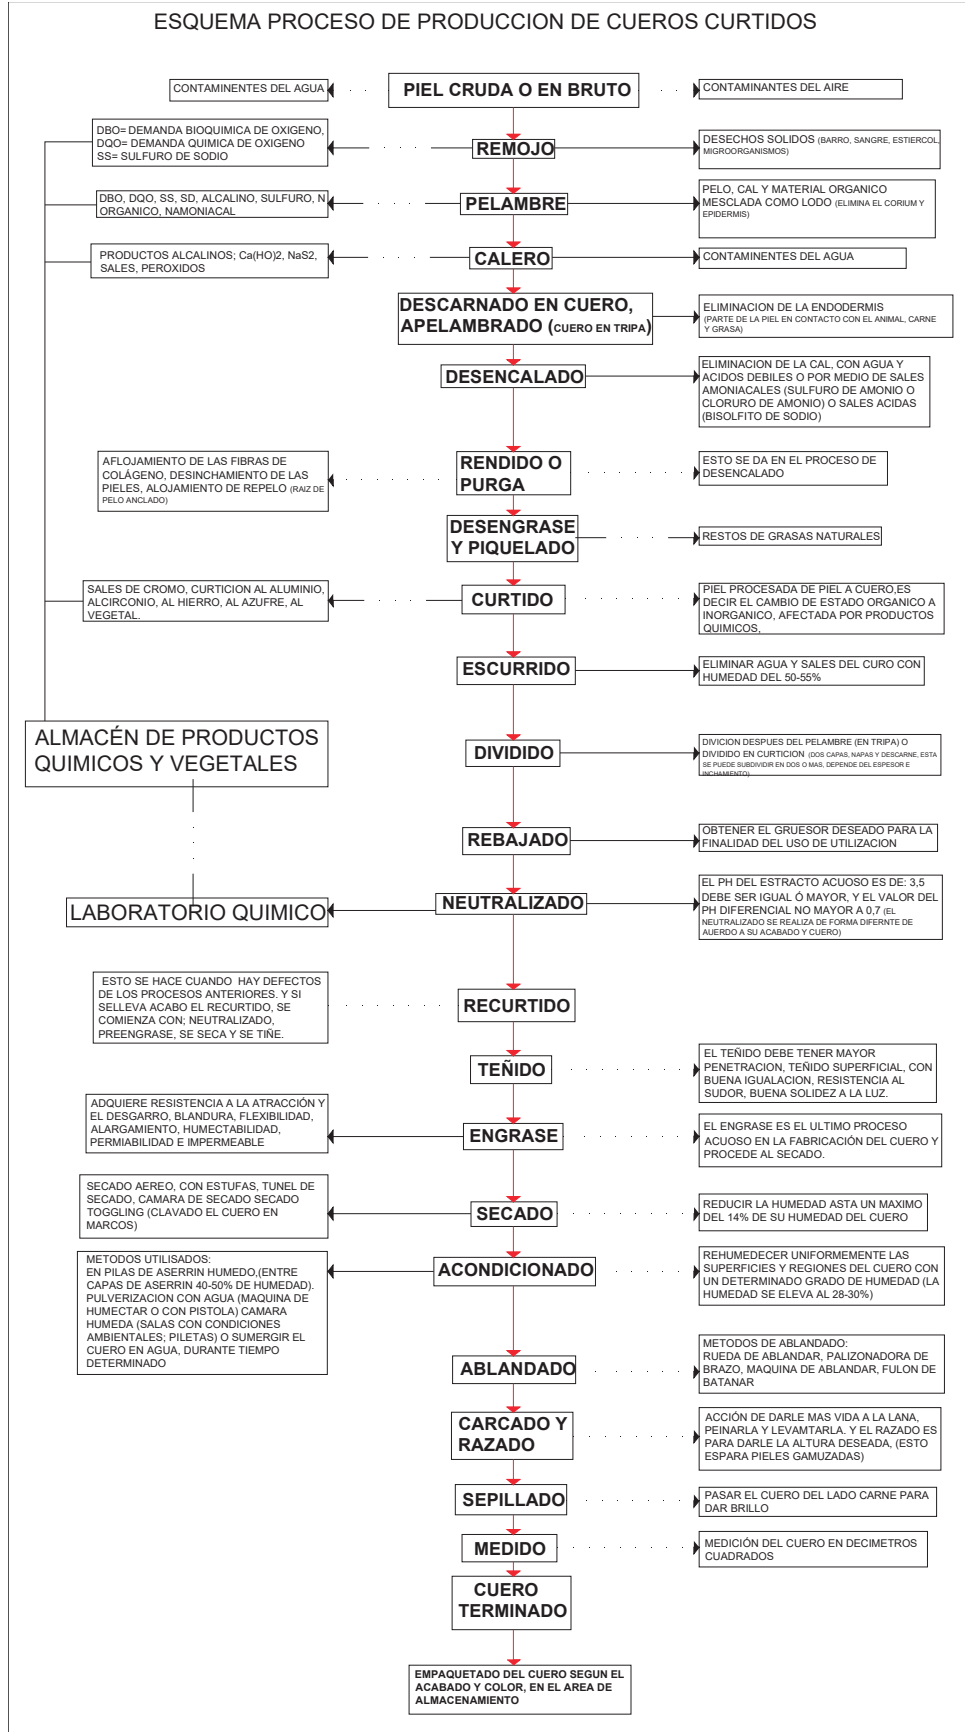 ESQUEMA PROCESO DE PRODUCCION DE CUEROS CURTIDOS
CONTAMINENTES DEL AGUA
PIEL CRUDA O EN BRUTO
CONTAMINANTES DEL AIRE
DBO= DEMANDA BIOQUIMICA DE OXIGENO,
DQO= DEMANDA QUIMICA DE OXIGENO
SS= SULFURO DE SODIO
REMOJO
DESECHOS SOLIDOS (BARRO, SANGRE, ESTIERCOL,
MIGROORGANISMOS)
DBO, DQO, SS, SD, ALCALINO, SULFURO, N
ORGANICO, NAMONIACAL
PELAMBRE
PELO, CAL Y MATERIAL ORGANICO
MESCLADA COMO LODO (ELIMINA EL CORIUM Y
EPIDERMIS)
PRODUCTOS ALCALINOS; Ca(HO)2, NaS2,
SALES, PEROXIDOS
CALERO
CONTAMINENTES DEL AGUA
DESCARNADO EN CUERO,
APELAMBRADO (CUERO EN TRIPA)
ELIMINACION DE LA ENDODERMIS
(PARTE DE LA PIEL EN CONTACTO CON EL ANIMAL, CARNE
Y GRASA)
DESENCALADO
ELIMINACION DE LA CAL, CON AGUA Y
ACIDOS DEBILES O POR MEDIO DE SALES
AMONIACALES (SULFURO DE AMONIO O
CLORURO DE AMONIO) O SALES ACIDAS
(BISOLFITO DE SODIO)
AFLOJAMIENTO DE LAS FIBRAS DE
COLÁGENO, DESINCHAMIENTO DE LAS
PIELES, ALOJAMIENTO DE REPELO (RAIZ DE
PELO ANCLADO)
RENDIDO O
PURGA
ESTO SE DA EN EL PROCESO DE
DESENCALADO
DESENGRASE
Y PIQUELADO
RESTOS DE GRASAS NATURALES
SALES DE CROMO, CURTICION AL ALUMINIO,
ALCIRCONIO, AL HIERRO, AL AZUFRE, AL
VEGETAL.
CURTIDO
PIEL PROCESADA DE PIEL A CUERO,ES
DECIR EL CAMBIO DE ESTADO ORGANICO A
INORGANICO, AFECTADA POR PRODUCTOS
QUIMICOS,
ESCURRIDO
ELIMINAR AGUA Y SALES DEL CURO CON
HUMEDAD DEL 50-55%
ALMACÉN DE PRODUCTOS
QUIMICOS Y VEGETALES
DIVIDIDO
DIVICION DESPUES DEL PELAMBRE (EN TRIPA) O
DIVIDIDO EN CURTICION (DOS CAPAS, NAPAS Y DESCARNE, ESTA
SE PUEDE SUBDIVIDIR EN DOS O MAS, DEPENDE DEL ESPESOR E
INCHAMIENTO)
REBAJADO
OBTENER EL GRUESOR DESEADO PARA LA
FINALIDAD DEL USO DE UTILIZACION
LABORATORIO QUIMICO
NEUTRALIZADO
EL PH DEL ESTRACTO ACUOSO ES DE: 3,5
DEBE SER IGUAL Ó MAYOR, Y EL VALOR DEL
PH DIFERENCIAL NO MAYOR A 0,7 (EL
NEUTRALIZADO SE REALIZA DE FORMA DIFERNTE DE
AUERDO A SU ACABADO Y CUERO)
ESTO SE HACE CUANDO HAY DEFECTOS
DE LOS PROCESOS ANTERIORES. Y SI
SELLEVA ACABO EL RECURTIDO, SE
COMIENZA CON; NEUTRALIZADO,
PREENGRASE, SE SECA Y SE TIÑE.
RECURTIDO
TEÑIDO
EL TEÑIDO DEBE TENER MAYOR
PENETRACION, TEÑIDO SUPERFICIAL, CON
BUENA IGUALACION, RESISTENCIA AL
SUDOR, BUENA SOLIDEZ A LA LUZ.
ADQUIERE RESISTENCIA A LA ATRACCIÓN Y
EL DESGARRO, BLANDURA, FLEXIBILIDAD,
ALARGAMIENTO, HUMECTABILIDAD,
PERMIABILIDAD E IMPERMEABLE
ENGRASE
EL ENGRASE ES EL ULTIMO PROCESO
ACUOSO EN LA FABRICACIÓN DEL CUERO Y
PROCEDE AL SECADO.
SECADO AEREO, CON ESTUFAS, TUNEL DE
SECADO, CAMARA DE SECADO SECADO
TOGGLING (CLAVADO EL CUERO EN
MARCOS)
SECADO
REDUCIR LA HUMEDAD ASTA UN MAXIMO
DEL 14% DE SU HUMEDAD DEL CUERO
METODOS UTILISADOS:
EN PILAS DE ASERRIN HUMEDO,(ENTRE
CAPAS DE ASERRIN 40-50% DE HUMEDAD).
PULVERIZACION CON AGUA (MAQUINA DE
HUMECTAR O CON PISTOLA) CAMARA
HUMEDA (SALAS CON CONDICIONES
AMBIENTALES; PILETAS) O SUMERGIR EL
CUERO EN AGUA, DURANTE TIEMPO
DETERMINADO
ACONDICIONADO
REHUMEDECER UNIFORMEMENTE LAS
SUPERFICIES Y REGIONES DEL CUERO CON
UN DETERMINADO GRADO DE HUMEDAD (LA
HUMEDAD SE ELEVA AL 28-30%)
ABLANDADO
METODOS DE ABLANDADO:
RUEDA DE ABLANDAR, PALIZONADORA DE
BRAZO, MAQUINA DE ABLANDAR, FULON DE
BATANAR
CARCADO Y
RAZADO
ACCIÓN DE DARLE MAS VIDA A LA LANA,
PEINARLA Y LEVAMTARLA. Y EL RAZADO ES
PARA DARLE LA ALTURA DESEADA, (ESTO
ESPARA PIELES GAMUZADAS)
SEPILLADO
PASAR EL CUERO DEL LADO CARNE PARA
DAR BRILLO
MEDIDO
MEDICIÓN DEL CUERO EN DECIMETROS
CUADRADOS
CUERO
TERMINADO
EMPAQUETADO DEL CUERO SEGUN EL
ACABADO Y COLOR, EN EL AREA DE
ALMACENAMIENTO